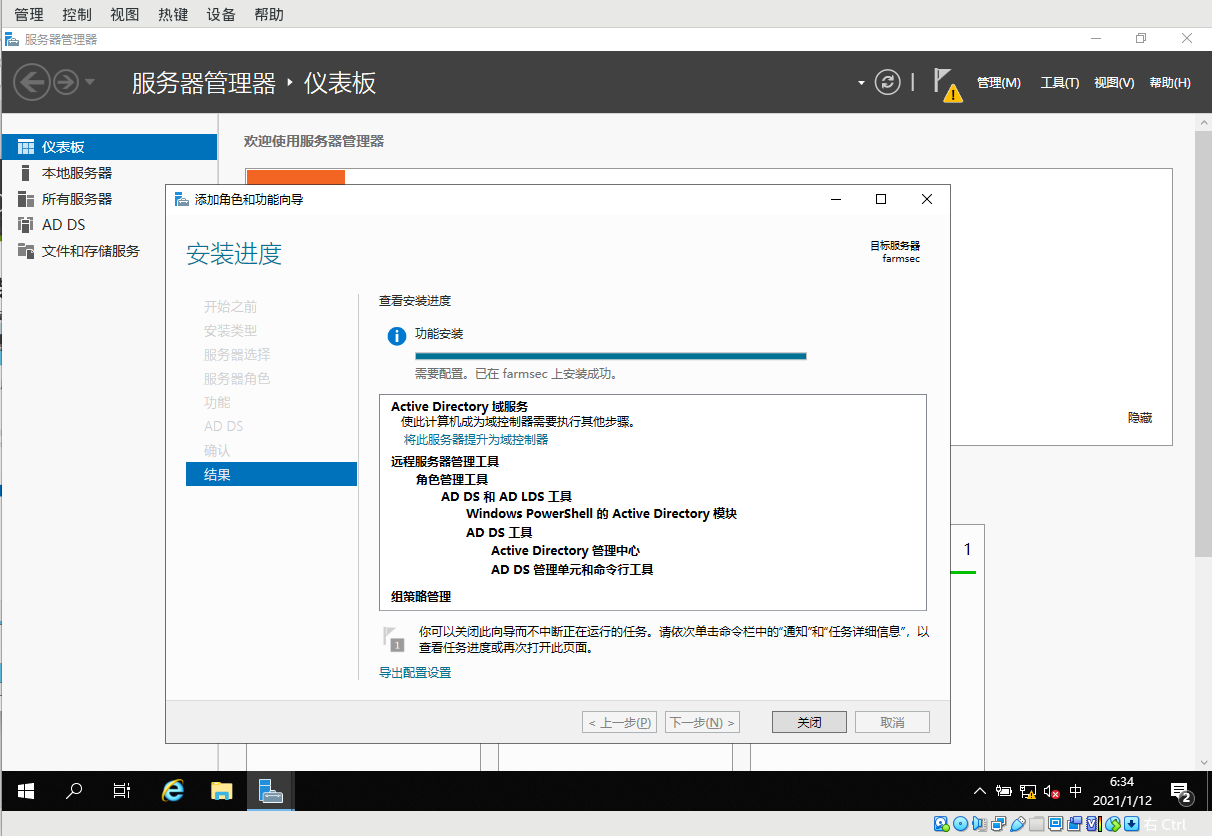 管理 控制 视图 热键 设备 帮助
服务器管理器
服务器管理器 ‣ 仪表板
管理(M) 工具(T) 视图(V) 帮助(H)
仪表板
本地服务器
所有服务器
AD DS
文件和存储服务
欢迎使用服务器管理器
添加角色和功能向导
安装进度
目标服务器
farmsec
开始之前
安装类型
服务器选择
服务器角色
功能
AD DS
确认
结果
查看安装进度
功能安装
需要配置。已在 farmsec 上安装成功。
Active Directory 域服务
使此计算机成为域控制器需要执行其他步骤。
将此服务器提升为域控制器
远程服务器管理工具
角色管理工具
AD DS 和 AD LDS 工具
Windows PowerShell 的 Active Directory 模块
AD DS 工具
Active Directory 管理中心
AD DS 管理单元和命令行工具
组策略管理
1
你可以关闭此向导而不中断正在运行的任务。请依次单击命令栏中的"通知"和"任务详细信息"，以
查看任务进度或再次打开此页面。
导出配置设置
< 上一步(P) 下一步(N) > 关闭 取消
隐藏
1
中
6:34
2021/1/12
2
右 Ctrl